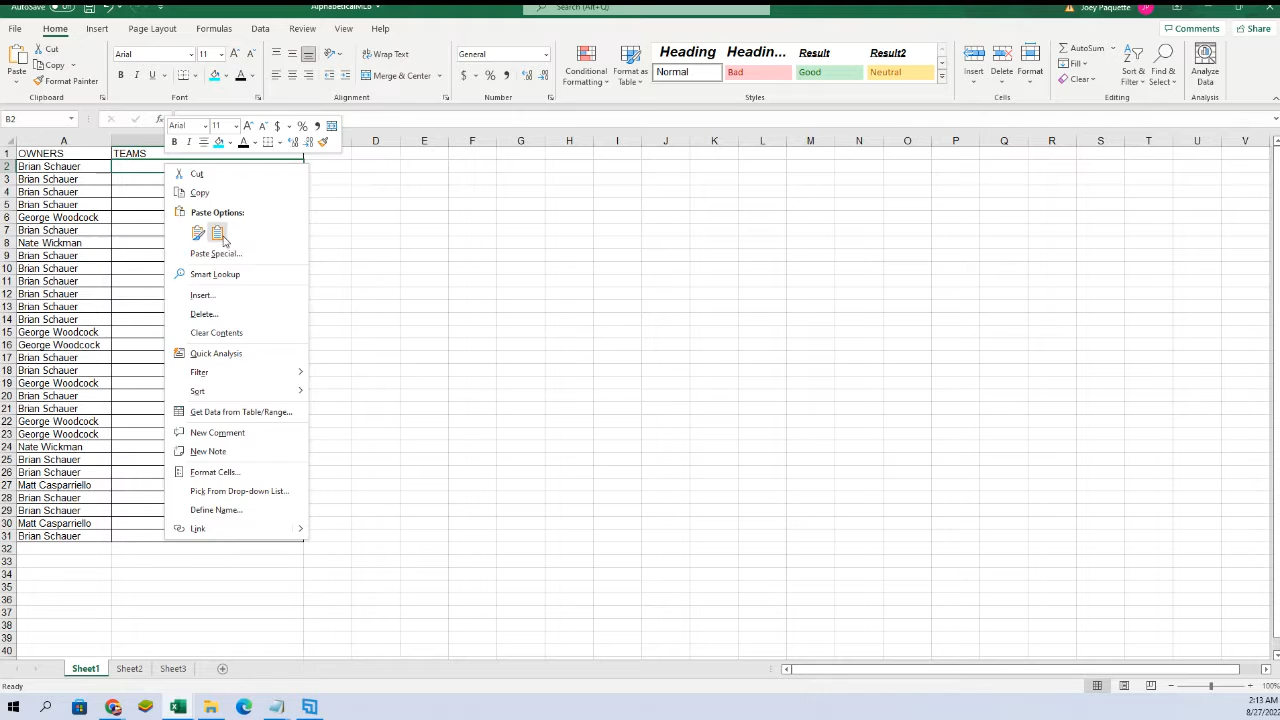 AutoSave Off AlphabeticalMLB Search (Alt+Q) Joey Paquette JP
File Home Insert Page Layout Formulas Data Review View Help Comments Share
Paste Cut Copy Format Painter
Arial 11 B I U
Wrap Text Merge & Center
General $ % 9
Conditional Formatting Format as Table
Heading Headin... Result Result2
Normal Bad Good Neutral
Insert Delete Format
AutoSum Fill Clear Sort & Filter Find & Select Analyze Data
Clipboard Font Alignment Number Styles Cells Editing Analysis
B2 fx
Arial 11 A A $ % 9
B I A
A D E F G H I J K L M N O P Q R S T U V
1 OWNERS TEAMS
2 Brian Schauer
3 Brian Schauer
4 Brian Schauer
5 Brian Schauer
6 George Woodcock
7 Brian Schauer
8 Nate Wickman
9 Brian Schauer
10 Brian Schauer
11 Brian Schauer
12 Brian Schauer
13 Brian Schauer
14 Brian Schauer
15 George Woodcock
16 George Woodcock
17 Brian Schauer
18 Brian Schauer
19 George Woodcock
20 Brian Schauer
21 Brian Schauer
22 George Woodcock
23 George Woodcock
24 Nate Wickman
25 Brian Schauer
26 Brian Schauer
27 Matt Casparriello
28 Brian Schauer
29 Brian Schauer
30 Matt Casparriello
31 Brian Schauer
32
33
34
35
36
37
38
39
40
Cut
Copy
Paste Options:
Paste Special...
Smart Lookup
Insert...
Delete...
Clear Contents
Quick Analysis
Filter
Sort
Get Data from Table/Range...
New Comment
New Note
Format Cells...
Pick From Drop-down List...
Define Name...
Link
Sheet1 Sheet2 Sheet3
Ready 100%
2:13 AM
8/27/2022